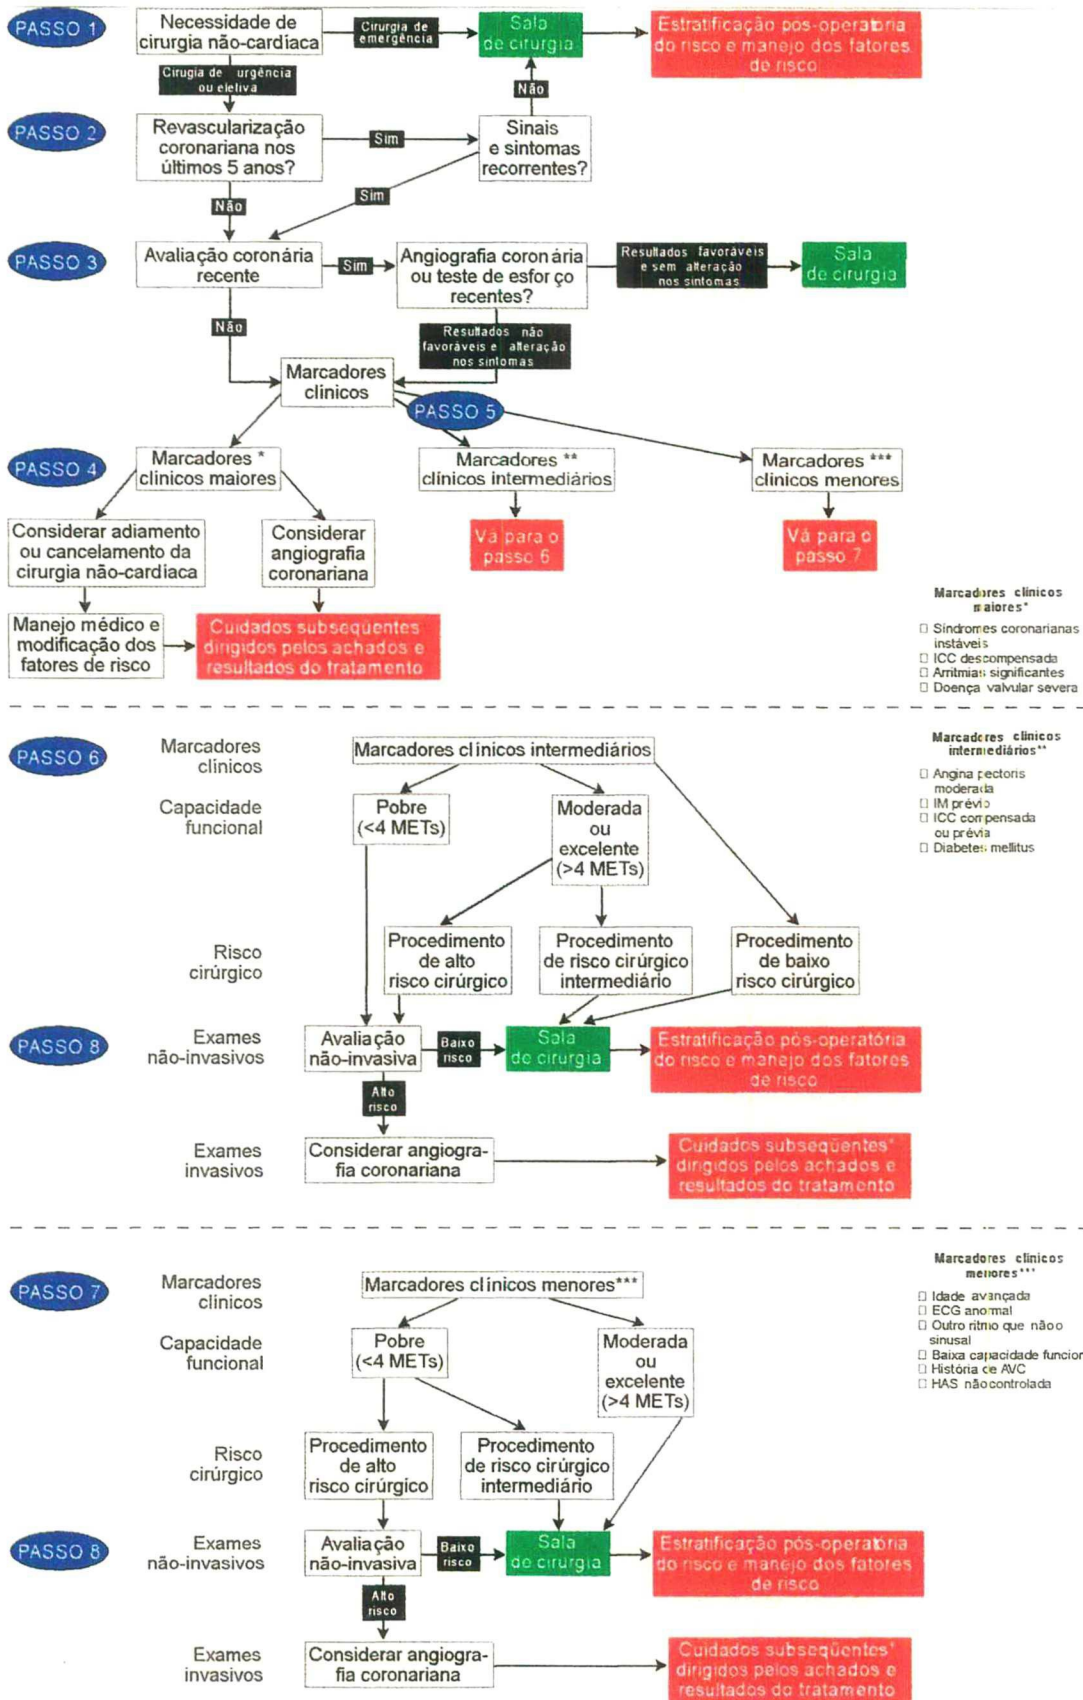 PASSO 1
Necessidade de
cirurgia não-cardíaca
Cirurgia de
emergência
Sala
de cirurgia
Estratificação pós-operatória
do risco e manejo dos fatores
de risco
Cirugia de urgência
ou eleliva
Não
PASSO 2
Revascularização
coronariana nos
últimos 5 anos?
Sim
Sinais
e sintomas
recorrentes?
Sim
Não
PASSO 3
Avaliação coronária
recente
Sim
Angiografia coronária
ou teste de esforço
recentes?
Resultados favoráveis
e sem alteração
nos sintomas
Sala
de cirurgia
Não
Resultados não
favoráveis e alteração
nos sintomas
Marcadores
clínicos
PASSO 5
PASSO 4
Marcadores *
clínicos maiores
Marcadores **
clínicos intermediários
Marcadores ***
clínicos menores
Considerar adiamento
ou cancelamento da
cirurgia não-cardiaca
Considerar
angiografia
coronariana
Vá para o
passo 6
Vá para o
passo 7
Manejo médico e
modificação dos
fatores de risco
Cuidados subseqüentes
dirigidos pelos achados e
resultados do tratamento
Marcadores clínicos
maiores*
□ Síndromes coronarianas
instáveis
□ ICC descompensada
□ Arritmias significantes
□ Doença valvular severa
PASSO 6
Marcadores
clínicos
Marcadores clínicos intermediários
Marcadores clínicos
intermediários**
□ Angina pectoris
moderada
□ IM prévio
□ ICC compensada
ou prévia
□ Diabetes mellitus
Capacidade
funcional
Pobre
(<4 METs)
Moderada
ou
excelente
(>4 METs)
Risco
cirúrgico
Procedimento
de alto
risco cirúrgico
Procedimento
de risco cirúrgico
intermediário
Procedimento
de baixo
risco cirúrgico
PASSO 8
Exames
não-invasivos
Avaliação
não-invasiva
Baixo
risco
Sala
de cirurgia
Estratificação pós-operatória
do risco e manejo dos fatores
de risco
Alto
risco
Exames
invasivos
Considerar angiogra-
fia coronariana
Cuidados subseqüentes*
dirigidos pelos achados e
resultados do tratamento
PASSO 7
Marcadores
clínicos
Marcadores clínicos menores***
Marcadores clínicos
menores***
□ Idade avançada
□ ECG anormal
□ Outro ritmo que não o
sinusal
□ Baixa capacidade funcior
□ História de AVC
□ HAS não controlada
Capacidade
funcional
Pobre
(<4 METs)
Moderada
ou
excelente
(>4 METs)
Risco
cirúrgico
Procedimento
de alto
risco cirúrgico
Procedimento
de risco cirúrgico
intermediário
PASSO 8
Exames
não-invasivos
Avaliação
não-invasiva
Baixo
risco
Sala
de cirurgia
Estratificação pós-operatória
do risco e manejo dos fatores
de risco
Alto
risco
Exames
invasivos
Considerar angiogra-
fia coronariana
Cuidados subseqüentes*
dirigidos pelos achados e
resultados do tratamento